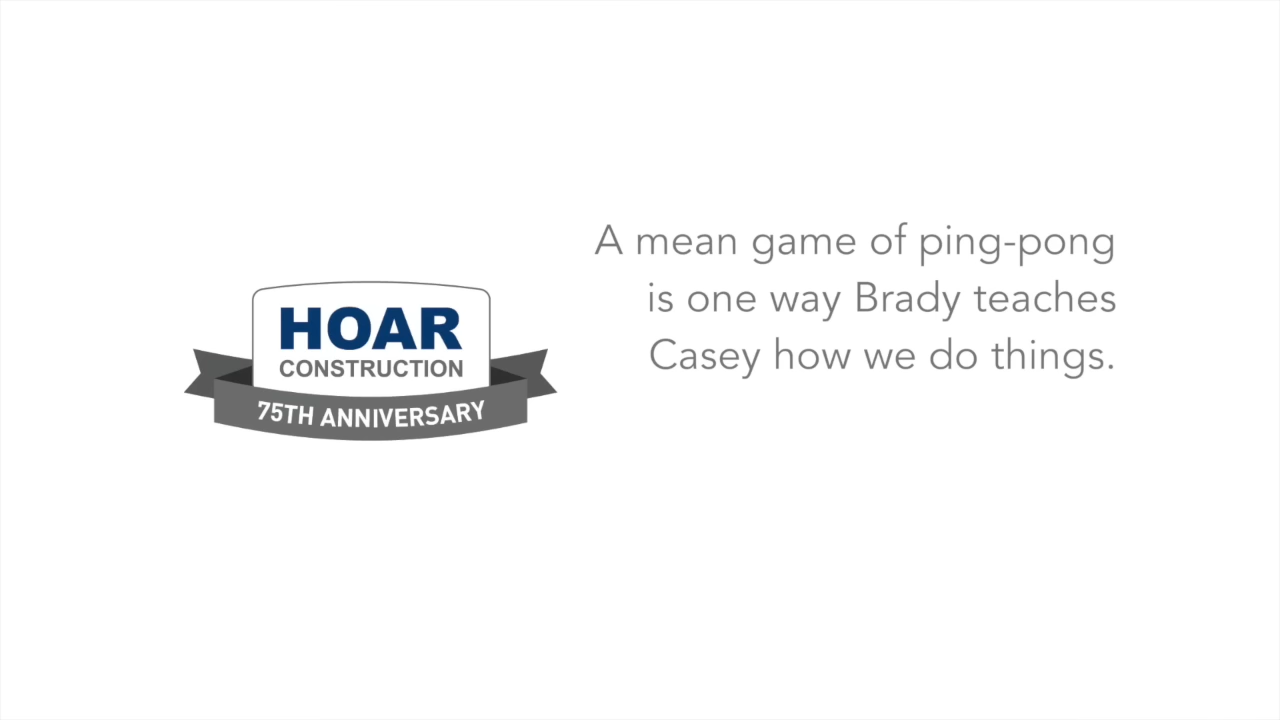 HOAR
CONSTRUCTION
75TH ANNIVERSARY
A mean game of ping-pong
is one way Brady teaches
Casey how we do things.